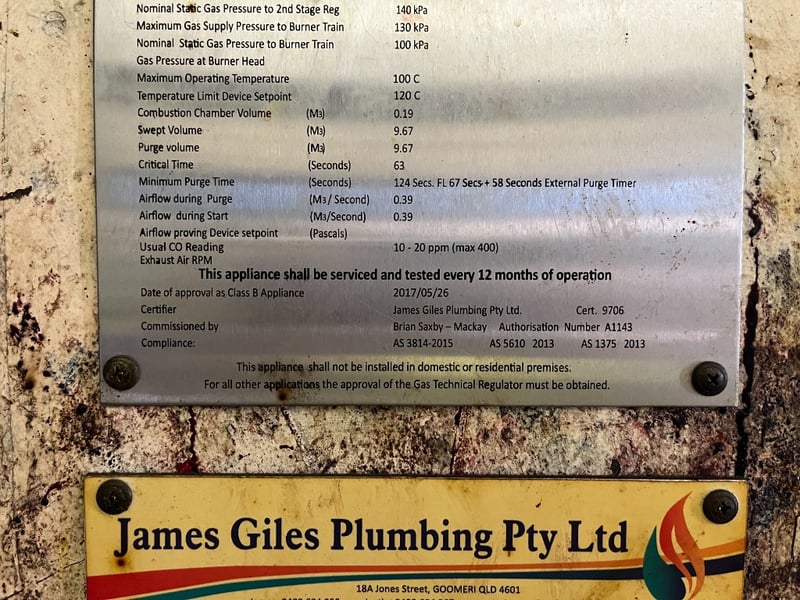 Nominal Static Gas Pressure to 2nd Stage Reg 140 kPa
Maximum Gas Supply Pressure to Burner Train 130 kPa
Nominal Static Gas Pressure to Burner Train 100 kPa
Gas Pressure at Burner Head
Maximum Operating Temperature 100 C
Temperature Limit Device Setpoint 120 C
Combustion Chamber Volume (M3) 0.19
Swept Volume (M3) 9.67
Purge volume (M3) 9.67
Critical Time (Seconds) 63
Minimum Purge Time (Seconds) 124 Secs. FL 67 Secs + 58 Seconds External Purge Timer
Airflow during Purge (M3 / Second) 0.39
Airflow during Start (M3/Second) 0.39
Airflow proving Device setpoint (Pascals)
Usual CO Reading 10 - 20 ppm (max 400)
Exhaust Air RPM
This appliance shall be serviced and tested every 12 months of operation
Date of approval as Class B Appliance 2017/05/26
Certifier James Giles Plumbing Pty Ltd. Cert. 9706
Commissioned by Brian Saxby – Mackay Authorisation Number A1143
Compliance: AS 3814-2015 AS 5610 2013 AS 1375 2013
This appliance shall not be installed in domestic or residential premises.
For all other applications the approval of the Gas Technical Regulator must be obtained.
James Giles Plumbing Pty Ltd
18A Jones Street, GOOMERI QLD 4601